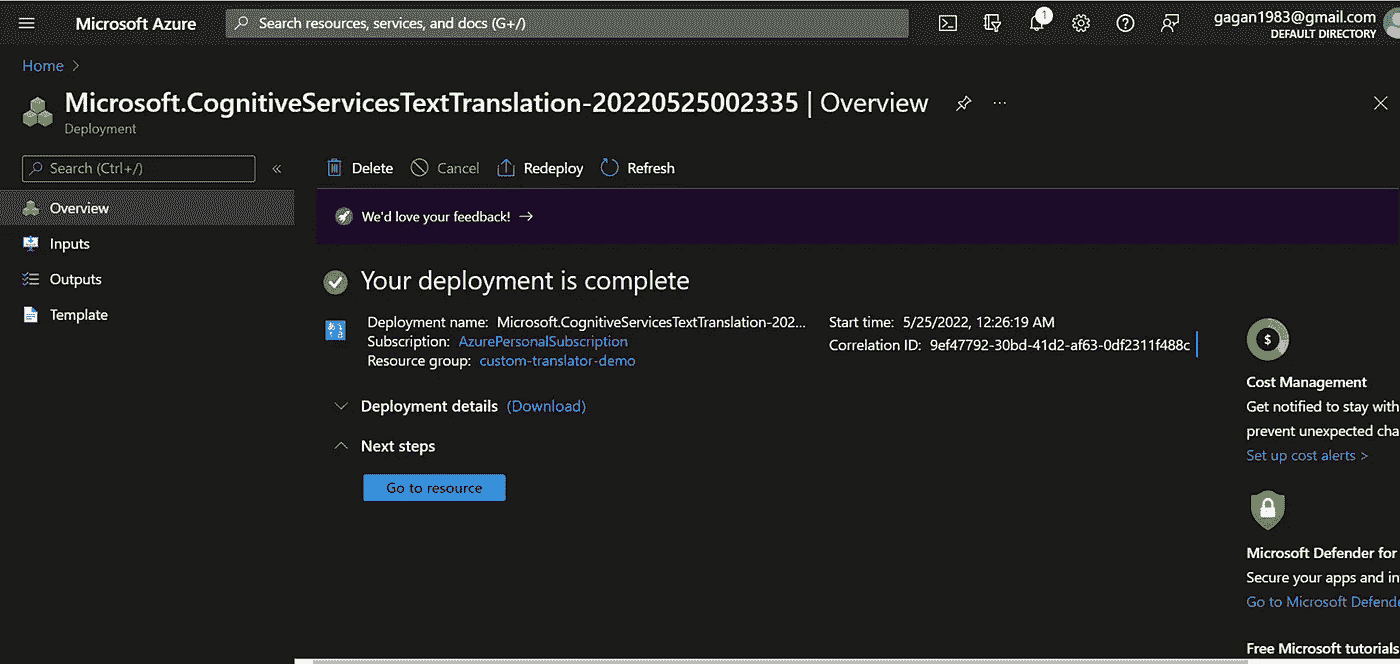 Microsoft Azure
Search resources, services, and docs (G+/)
1
gagan1983@gmail.com
DEFAULT DIRECTORY
Home >
Microsoft.CognitiveServicesTextTranslation-20220525002335 | Overview
Deployment
Search (Ctrl+/)
Delete
Cancel
Redeploy
Refresh
Overview
Inputs
Outputs
Template
We'd love your feedback! →
Your deployment is complete
Deployment name: Microsoft.CognitiveServicesTextTranslation-202...
Subscription: AzurePersonalSubscription
Resource group: custom-translator-demo
Start time: 5/25/2022, 12:26:19 AM
Correlation ID: 9ef47792-30bd-41d2-af63-0df2311f488c
Deployment details (Download)
Next steps
Go to resource
$
Cost Management
Get notified to stay with
prevent unexpected cha
Set up cost alerts >
Microsoft Defender for
Secure your apps and in
Go to Microsoft Defende
Free Microsoft tutorials